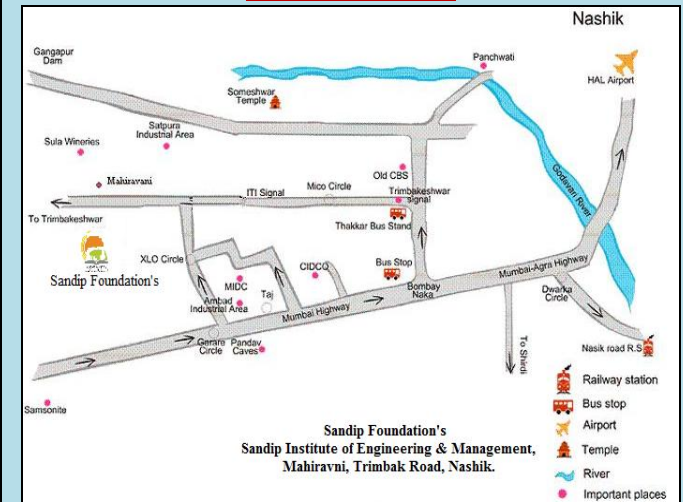 Nashik
Gangapur
Dam
Panchwati
HAL Airport
Someshwar
Temple
Satpura
Industrial Area
Sula Wineries
Old CBS
Mahiravani
ITI Signal
Mico Circle
Trimbakeshwar
signal
To Trimbakeshwar
Thakkar Bus Stand
Godavari River
XLO Circle
Sandip Foundation's
MIDC
CIDCO
Bus Stop
Mumbai-Agra Highway
Ambad
Industrial Area
Taj
Bombay
Naka
Dwarka
Circle
Mumbai Highway
Garare
Circle
Pandav
Caves
To Shirdi
Nasik road R.S
Samsonite
Railway station
Bus stop
Airport
Temple
River
Important places
Sandip Foundation's
Sandip Institute of Engineering & Management,
Mahiravni, Trimbak Road, Nashik.